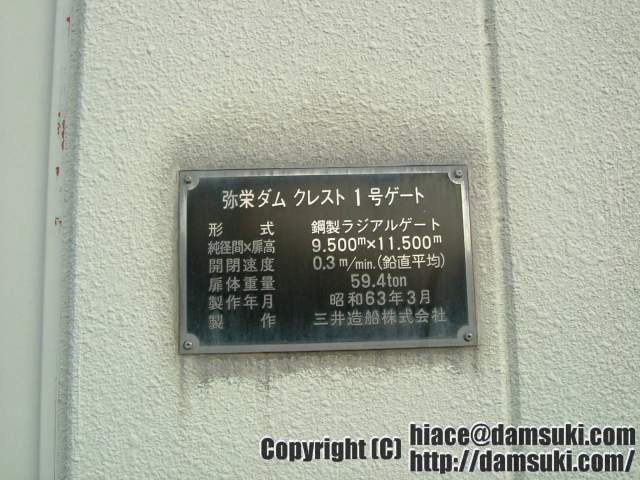 弥栄ダム クレスト 1号ゲート
形 式 鋼製ラジアルゲート
純径間×扉高 9.500m×11.500m
開閉速度 0.3m/min.(鉛直平均)
扉体重量 59.4ton
製作年月 昭和63年3月
製 作 三井造船株式会社
Copyright (C) hiace@damsuki.com
http://damsuki.com/